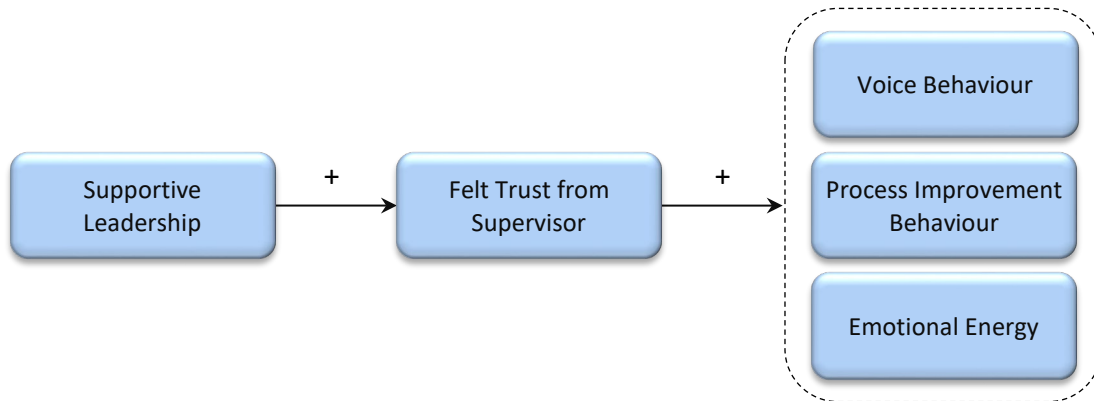 Supportive
Leadership
+
Felt Trust from
Supervisor
+
Voice Behaviour
Process Improvement
Behaviour
Emotional Energy